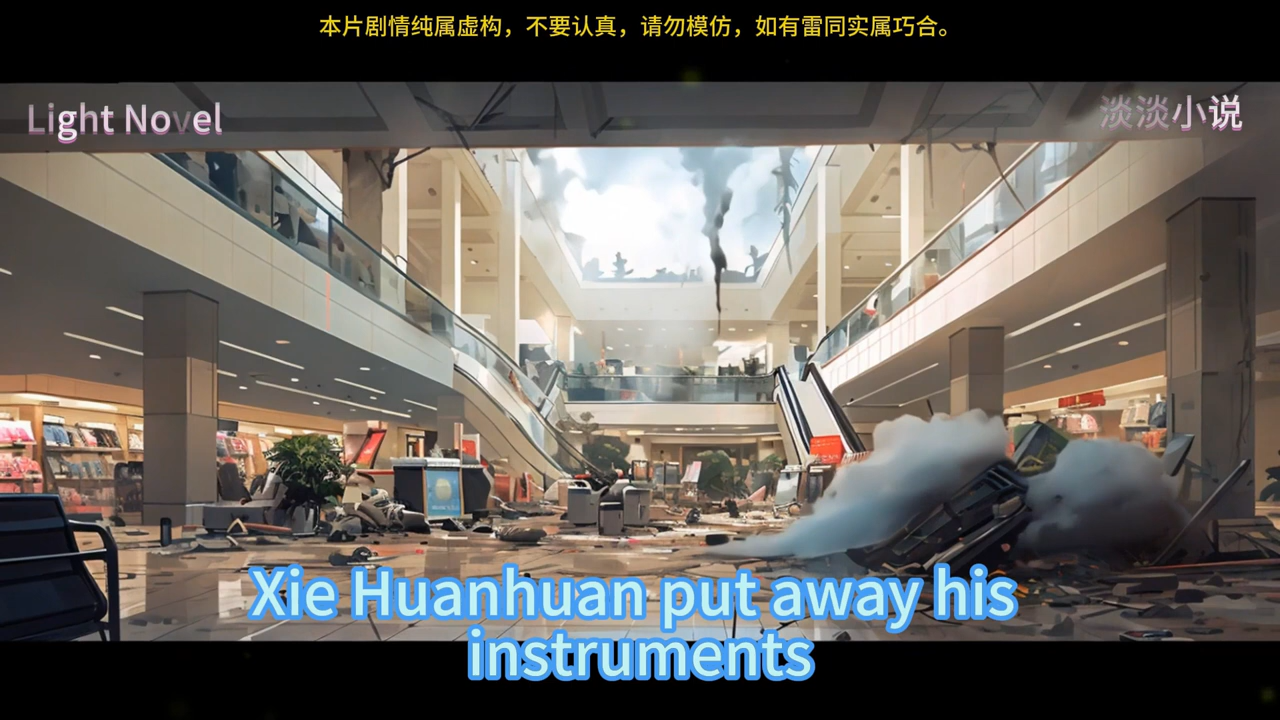 本片剧情纯属虚构，不要认真，请勿模仿，如有雷同实属巧合。
Light Novel
淡淡小说
Xie Huanhuan put away his
instruments